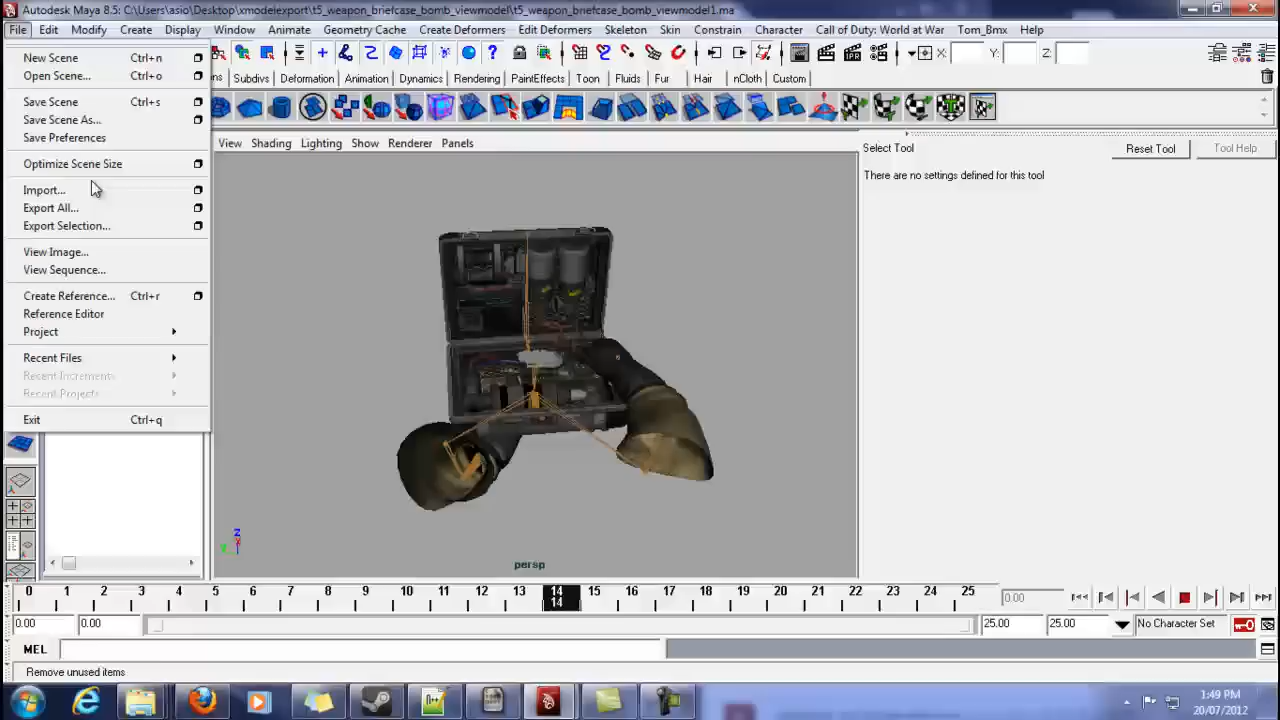 Autodesk Maya 8.5: C:\Users\asio\Desktop\xmodelexport\t5_weapon_briefcase_bomb_viewmodel\t5_weapon_briefcase_bomb_viewmodel1.ma
File Edit Modify Create Display Window Animate Geometry Cache Create Deformers Edit Deformers Skeleton Skin Constrain Character Call of Duty: World at War Tom_Bmx Help
X: Y: Z:
Subdivs Deformation Animation Dynamics Rendering PaintEffects Toon Fluids Fur Hair nCloth Custom
New Scene Ctrl+n
Open Scene... Ctrl+o
Save Scene Ctrl+s
Save Scene As...
Save Preferences
Optimize Scene Size
Import...
Export All...
Export Selection...
View Image...
View Sequence...
Create Reference... Ctrl+r
Reference Editor
Project
Recent Files
Recent Increments
Recent Projects
Exit Ctrl+q
View Shading Lighting Show Renderer Panels
Select Tool Reset Tool Tool Help
There are no settings defined for this tool
Z
persp
0 1 2 3 4 5 6 7 8 9 10 11 12 13 14 15 16 17 18 19 20 21 22 23 24 25
14
0.00
0.00 0.00 25.00 25.00 No Character Set
MEL
Remove unused items
1:49 PM
20/07/2012